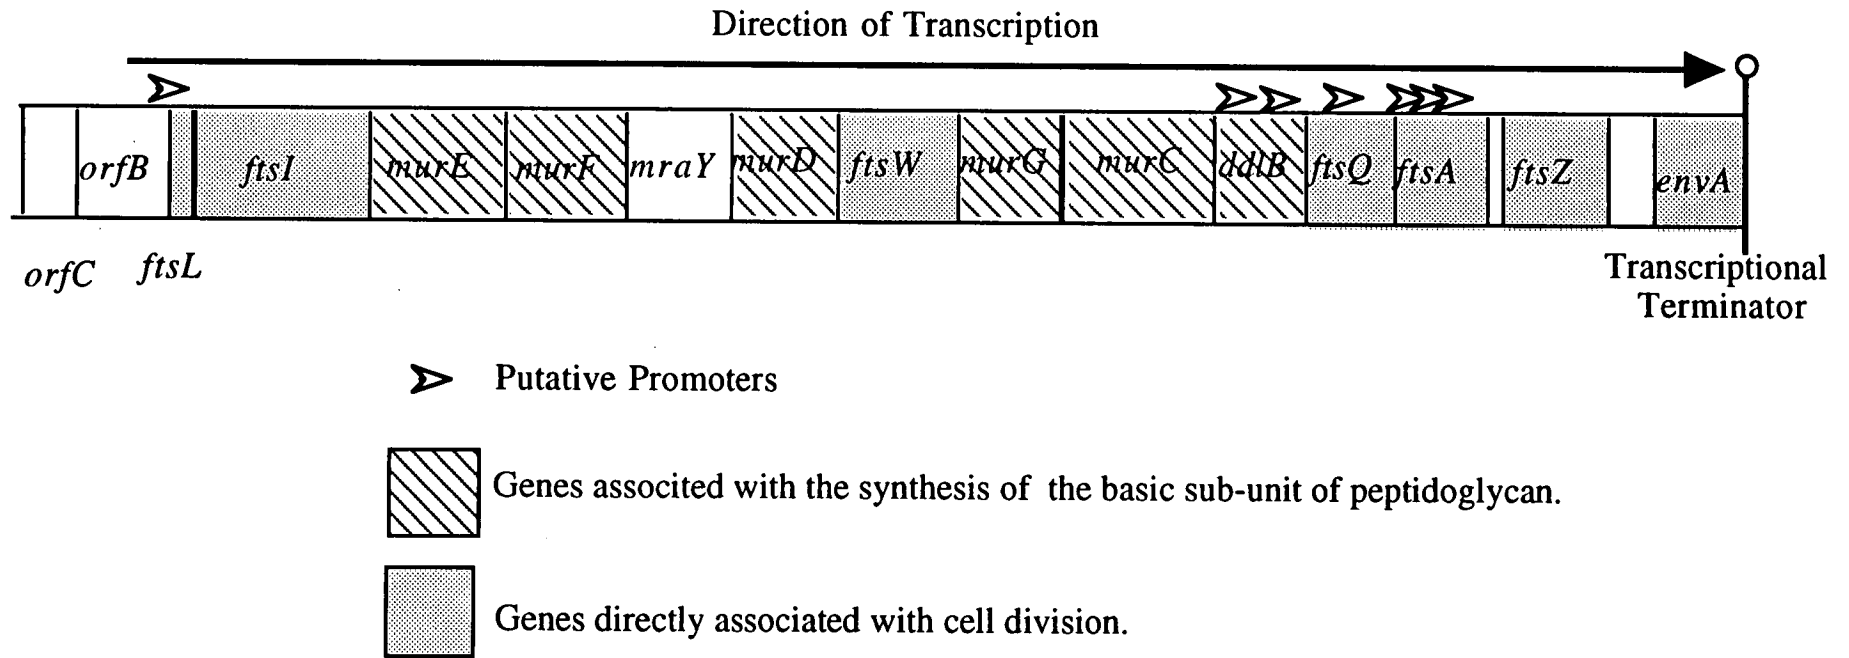 Direction of Transcription
orfB ftsI murE murF mraY murD ftsW murG murC ddlB ftsQ ftsA ftsZ envA
orfC ftsL
Transcriptional
Terminator
Putative Promoters
Genes associted with the synthesis of the basic sub-unit of peptidoglycan.
Genes directly associated with cell division.